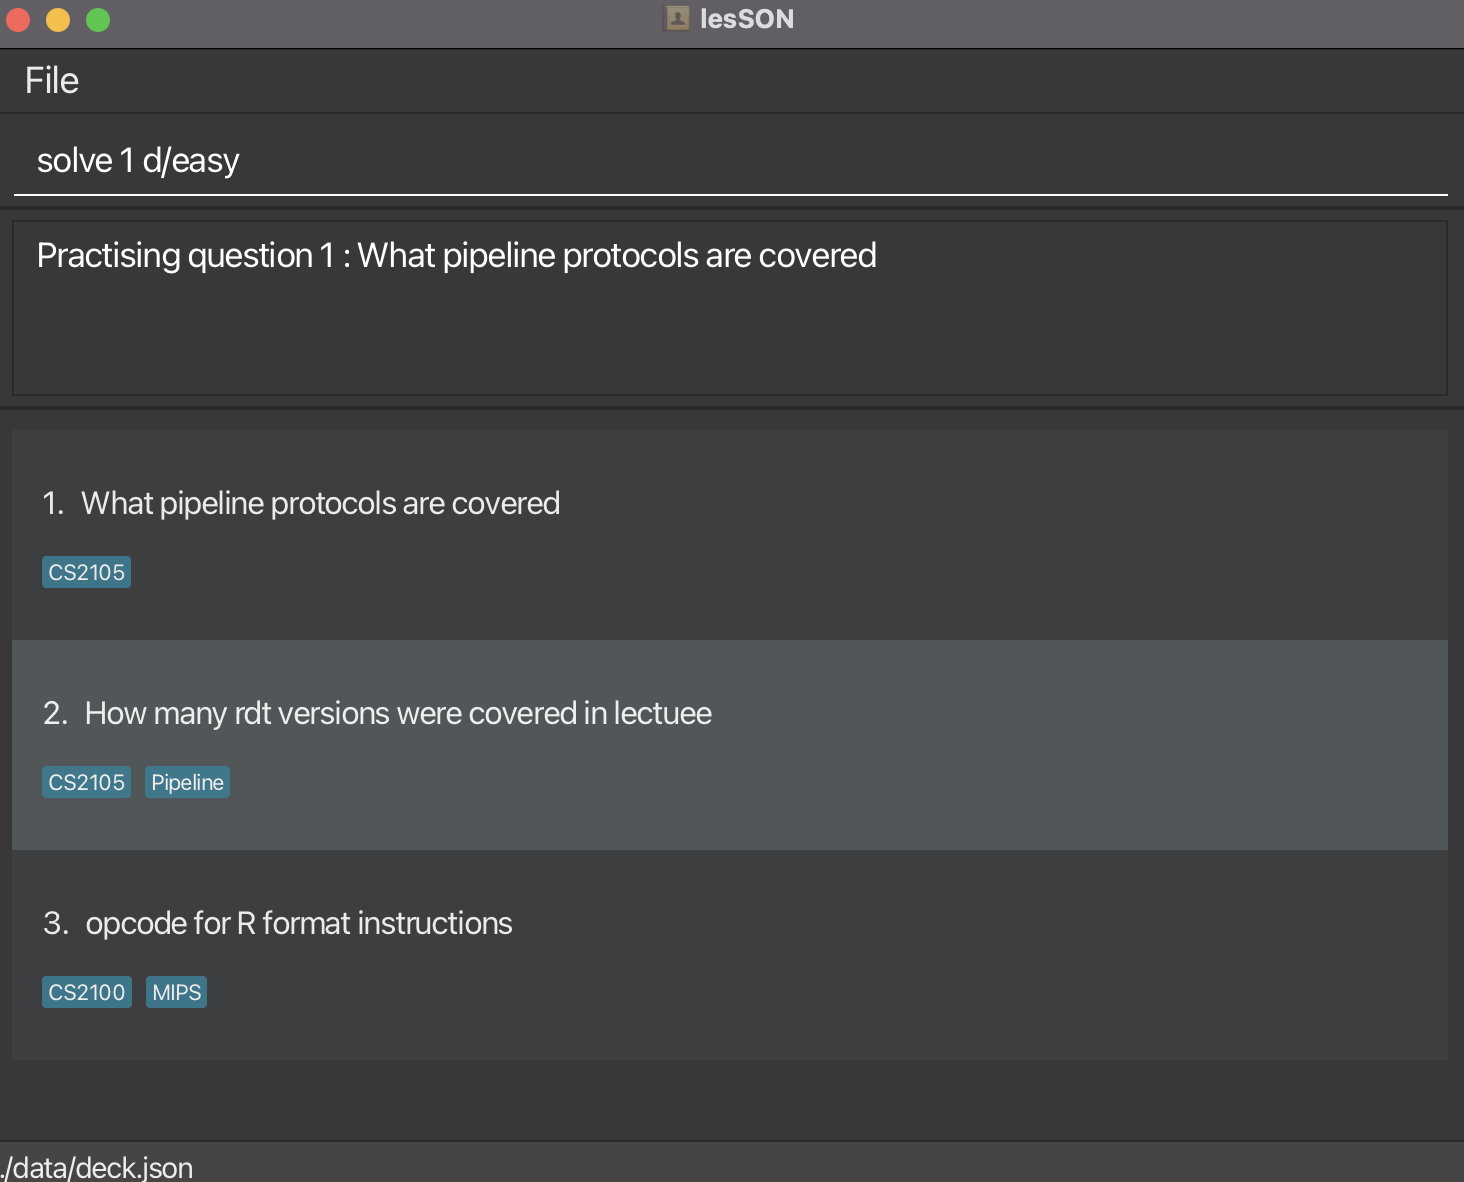 lesSON
File
solve 1 d/easy
Practising question 1 : What pipeline protocols are covered
1. What pipeline protocols are covered
CS2105
2. How many rdt versions were covered in lectuee
CS2105 Pipeline
3. opcode for R format instructions
CS2100 MIPS
./data/deck.json